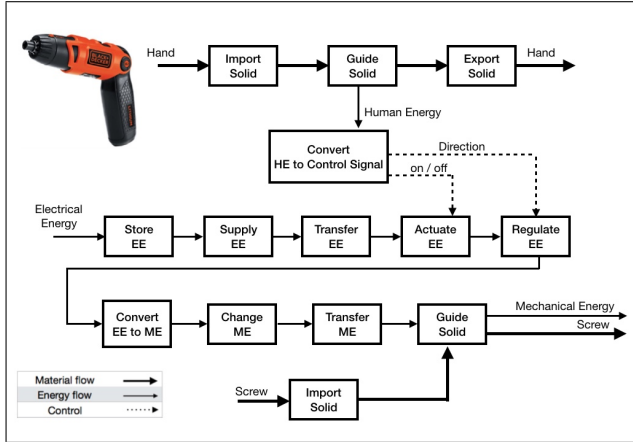 BLACK+
DECKER
Hand
Import
Solid
Guide
Solid
Export
Solid
Hand
Human Energy
Convert
HE to Control Signal
Direction
on / off
Electrical
Energy
Store
EE
Supply
EE
Transfer
EE
Actuate
EE
Regulate
EE
Convert
EE to ME
Change
ME
Transfer
ME
Guide
Solid
Mechanical Energy
Screw
Screw
Import
Solid
Material flow
Energy flow
Control